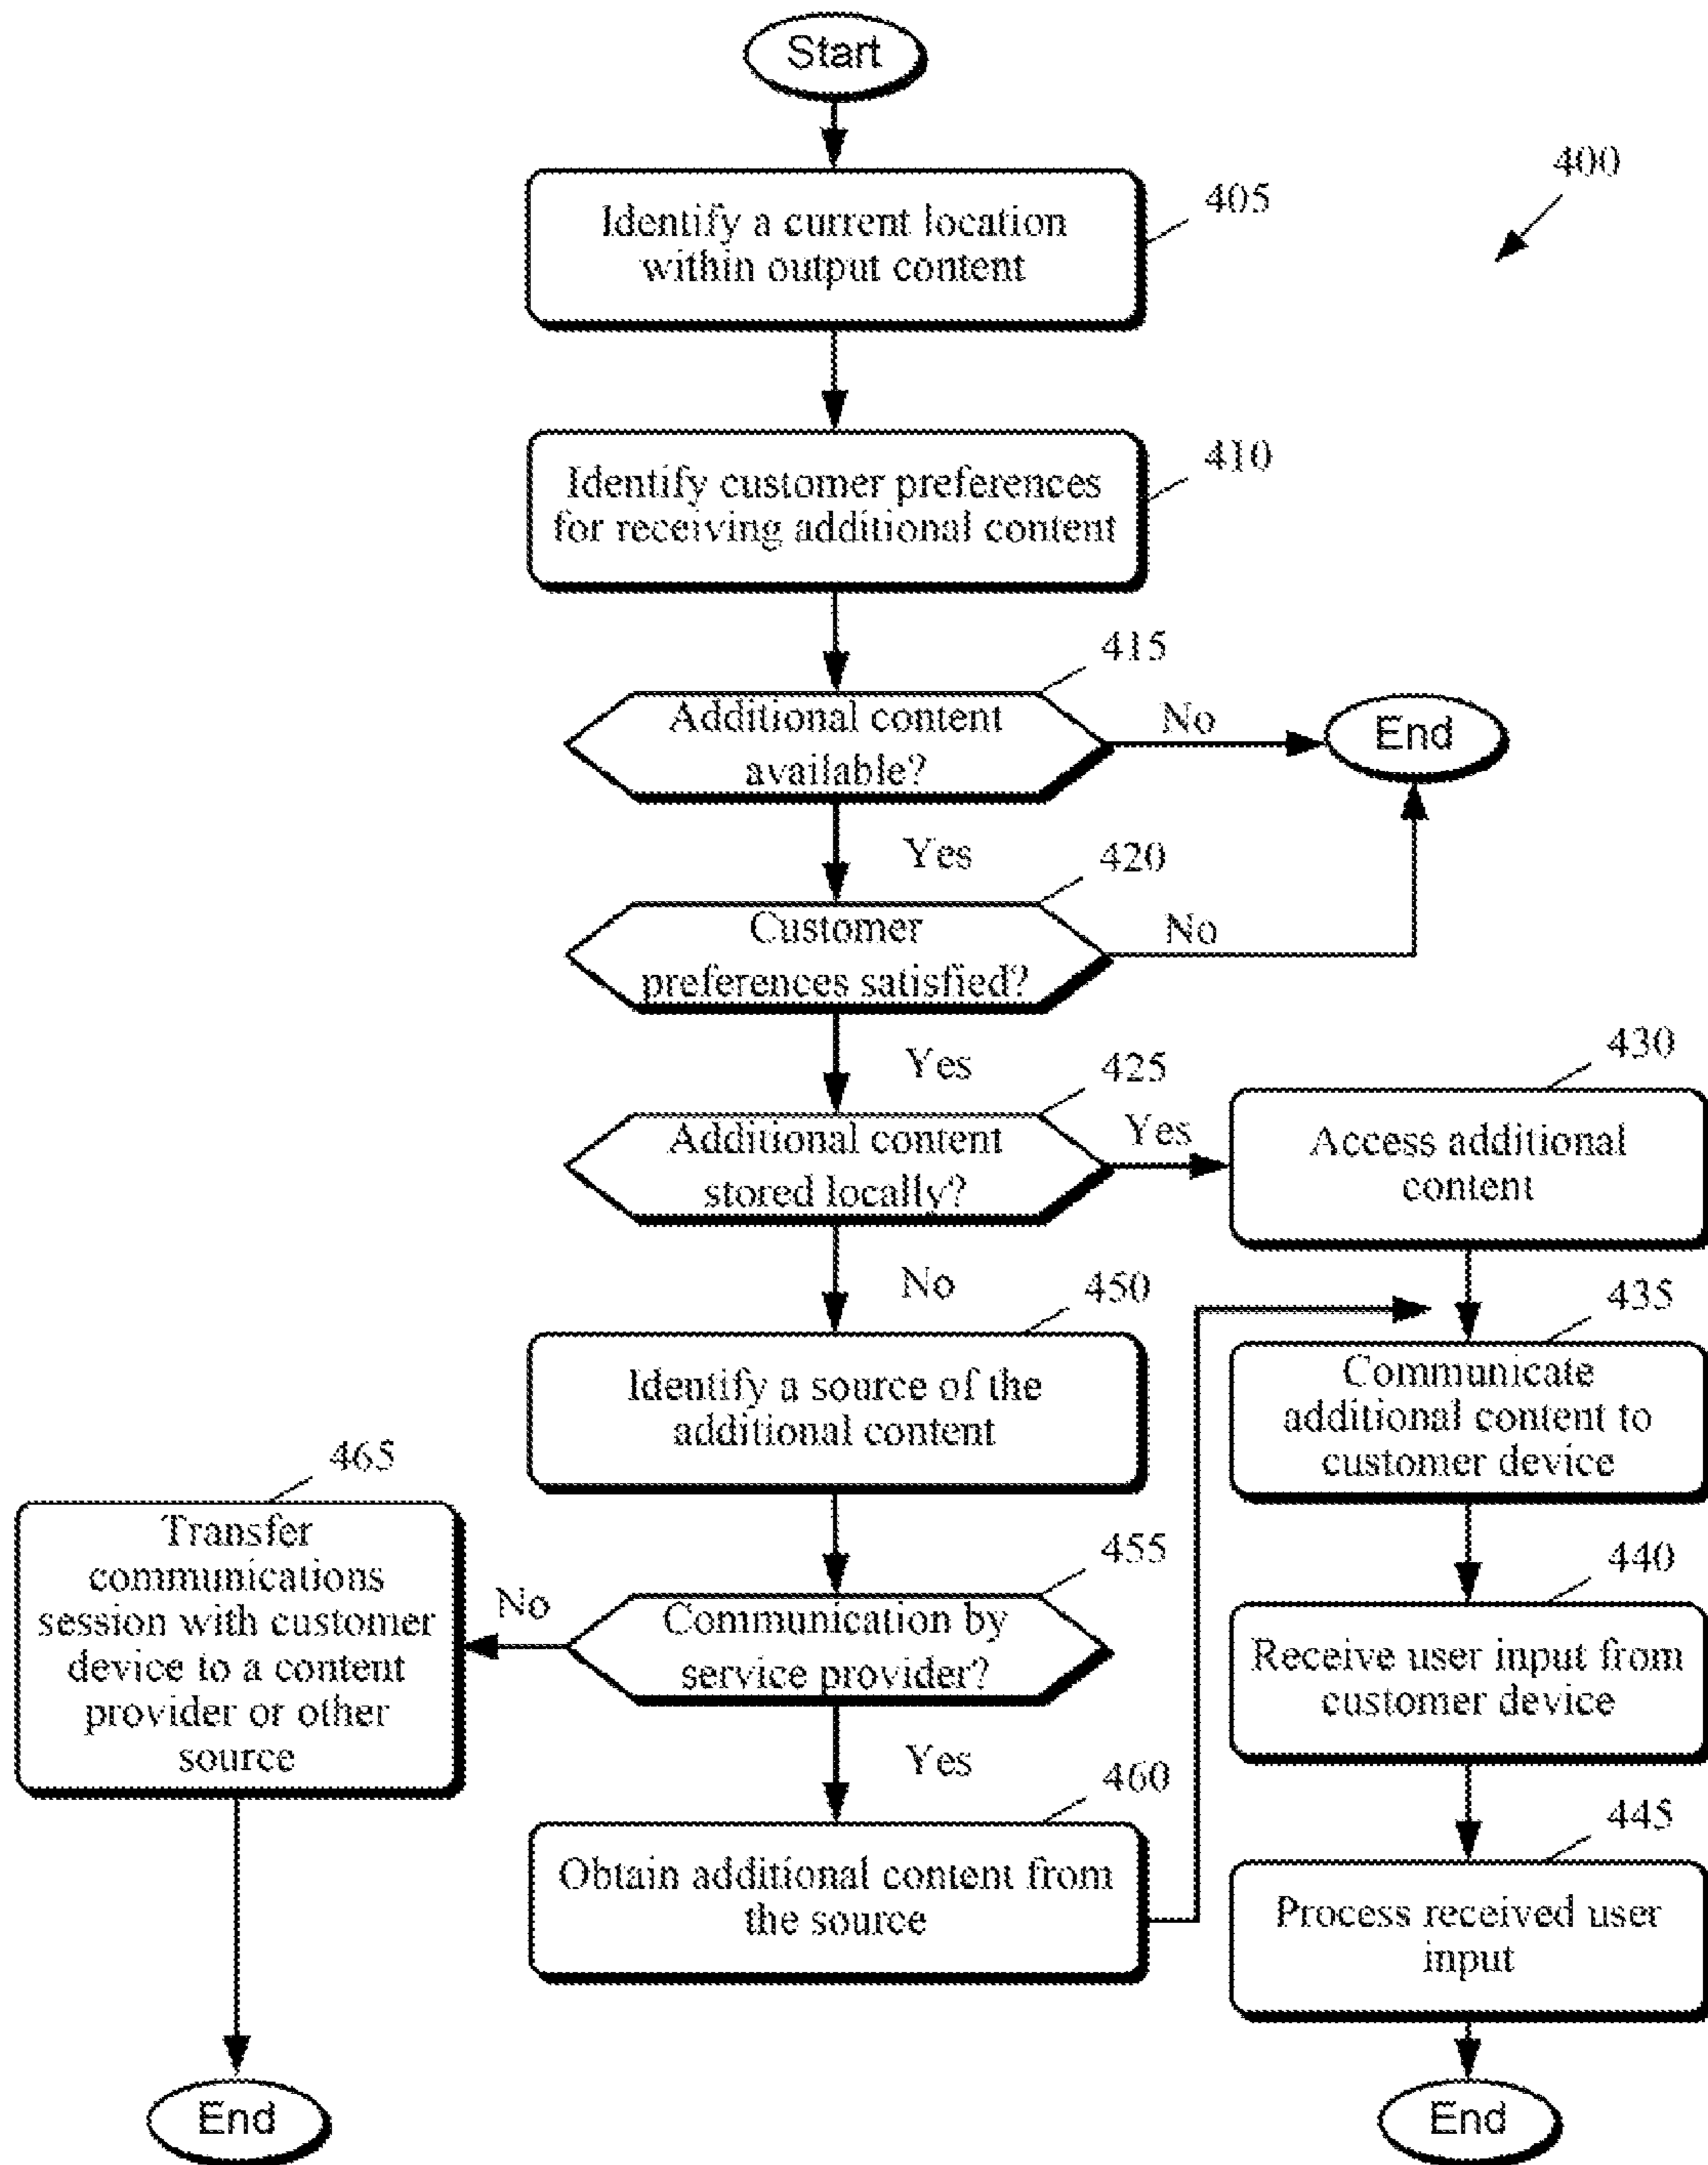 Start
400
405
Identify a current location
within output content
410
Identify customer preferences
for receiving additional content
415
Additional content
available?
No
End
Yes
420
Customer
preferences satisfied?
No
Yes
425
Additional content
stored locally?
Yes
430
Access additional
content
No
450
Identify a source of the
additional content
435
Communicate
additional content to
customer device
465
Transfer
communications
session with customer
device to a content
provider or other
source
No
455
Communication by
service provider?
440
Receive user input from
customer device
Yes
460
Obtain additional content from
the source
445
Process received user
input
End
End